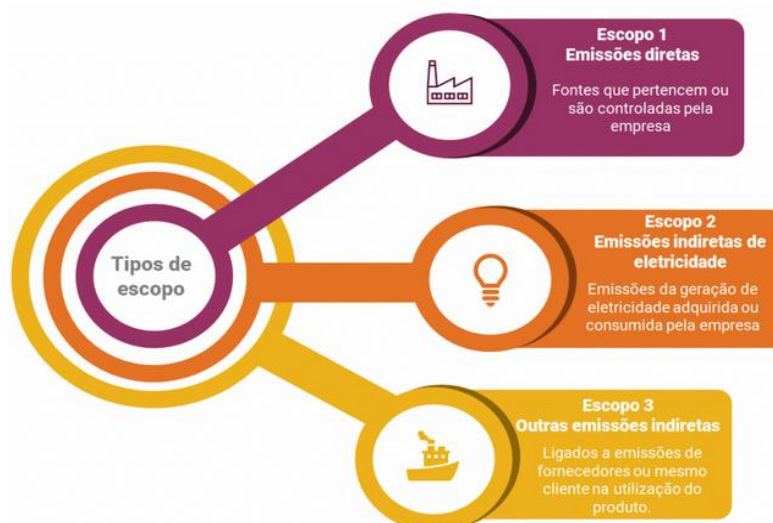 Escopo 1
Emissões diretas
Fontes que pertencem ou
são controladas pela
empresa
Tipos de
escopo
Escopo 2
Emissões indiretas de
eletricidade
Emissões da geração de
eletricidade adquirida ou
consumida pela empresa
Escopo 3
Outras emissões indiretas
Ligados a emissões de
fornecedores ou mesmo
cliente na utilização do
produto.